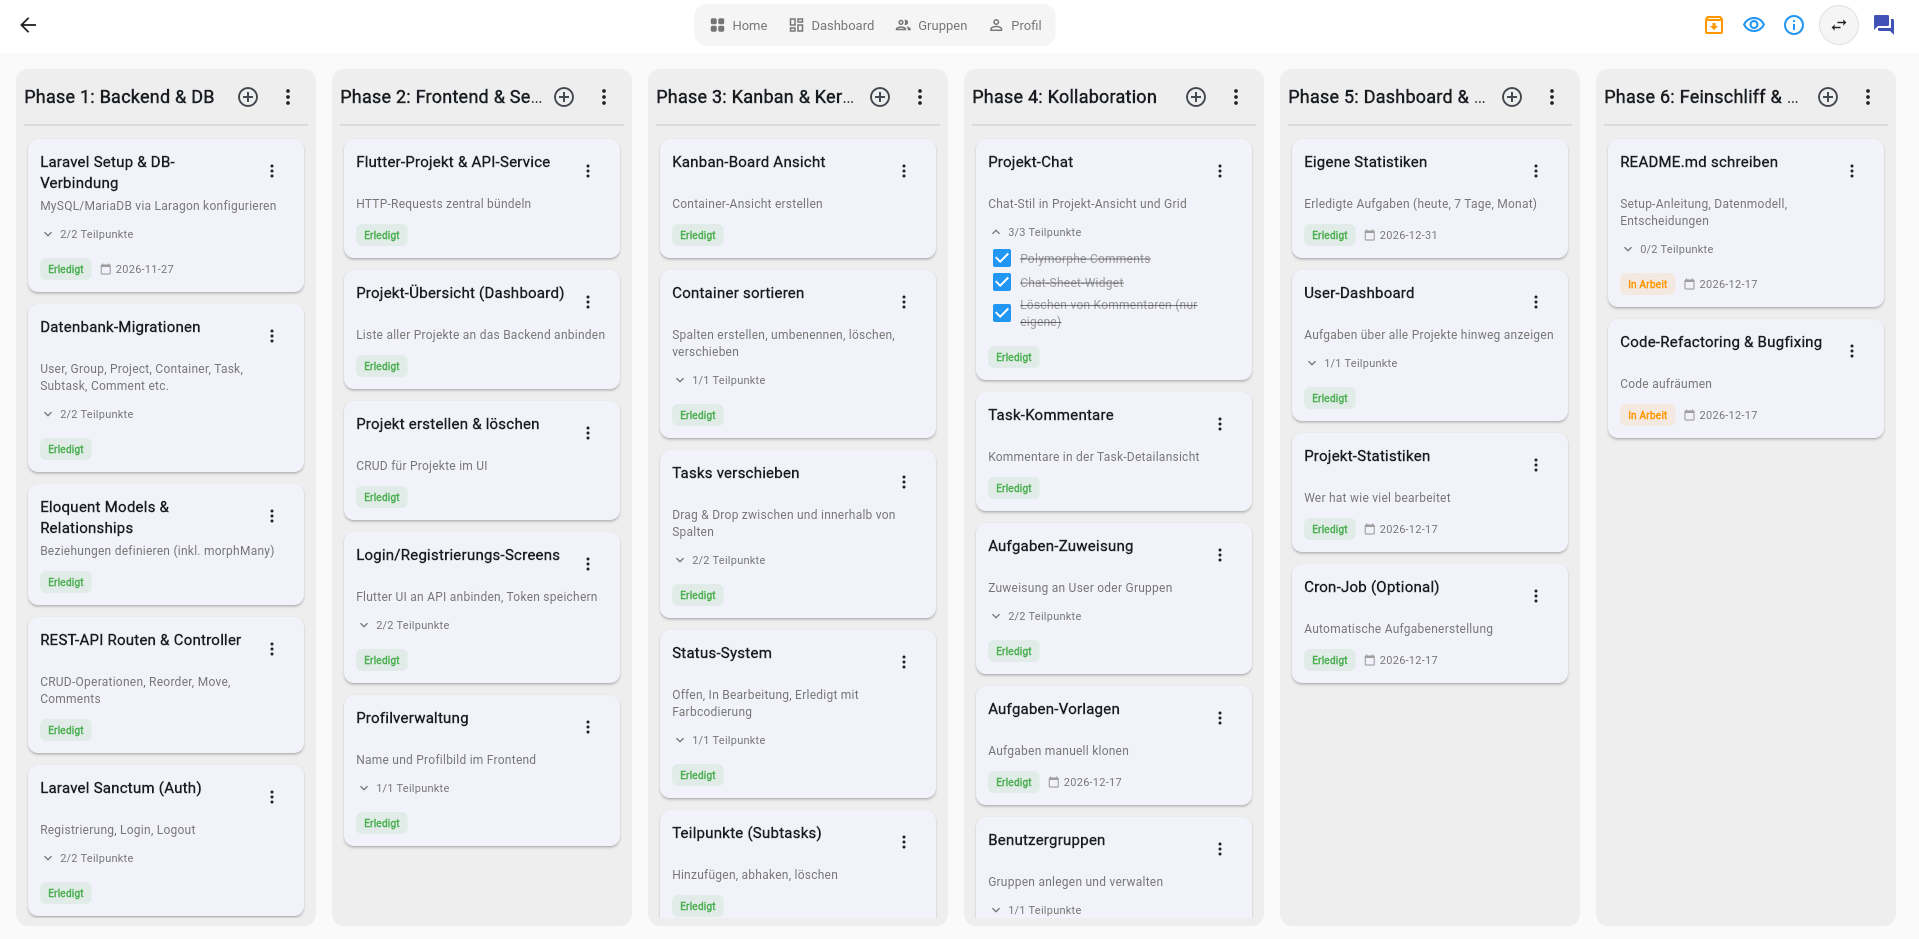 Home
Dashboard
Gruppen
Profil
Phase 1: Backend & DB
Laravel Setup & DB-
Verbindung
MySQL/MariaDB via Laragon konfigurieren
2/2 Teilpunkte
Erledigt
2026-11-27
Datenbank-Migrationen
User, Group, Project, Container, Task,
Subtask, Comment etc.
2/2 Teilpunkte
Erledigt
Eloquent Models &
Relationships
Beziehungen definieren (inkl. morphMany)
Erledigt
REST-API Routen & Controller
CRUD-Operationen, Reorder, Move,
Comments
Erledigt
Laravel Sanctum (Auth)
Registrierung, Login, Logout
2/2 Teilpunkte
Erledigt
Phase 2: Frontend & Se...
Flutter-Projekt & API-Service
HTTP-Requests zentral bündeln
Erledigt
Projekt-Übersicht (Dashboard)
Liste aller Projekte an das Backend anbinden
Erledigt
Projekt erstellen & löschen
CRUD für Projekte im UI
Erledigt
Login/Registrierungs-Screens
Flutter UI an API anbinden, Token speichern
2/2 Teilpunkte
Erledigt
Profilverwaltung
Name und Profilbild im Frontend
1/1 Teilpunkte
Erledigt
Phase 3: Kanban & Ker...
Kanban-Board Ansicht
Container-Ansicht erstellen
Erledigt
Container sortieren
Spalten erstellen, umbenennen, löschen,
verschieben
1/1 Teilpunkte
Erledigt
Tasks verschieben
Drag & Drop zwischen und innerhalb von
Spalten
2/2 Teilpunkte
Erledigt
Status-System
Offen, In Bearbeitung, Erledigt mit
Farbcodierung
1/1 Teilpunkte
Erledigt
Teilpunkte (Subtasks)
Hinzufügen, abhaken, löschen
Erledigt
Phase 4: Kollaboration
Projekt-Chat
Chat-Stil in Projekt-Ansicht und Grid
3/3 Teilpunkte
Polymorphe Comments
Chat-Sheet-Widget
Löschen von Kommentaren (nur
eigene)
Erledigt
Task-Kommentare
Kommentare in der Task-Detailansicht
Erledigt
Aufgaben-Zuweisung
Zuweisung an User oder Gruppen
2/2 Teilpunkte
Erledigt
Aufgaben-Vorlagen
Aufgaben manuell klonen
Erledigt
2026-12-17
Benutzergruppen
Gruppen anlegen und verwalten
1/1 Teilpunkte
Phase 5: Dashboard & ...
Eigene Statistiken
Erledigte Aufgaben (heute, 7 Tage, Monat)
Erledigt
2026-12-31
User-Dashboard
Aufgaben über alle Projekte hinweg anzeigen
1/1 Teilpunkte
Erledigt
Projekt-Statistiken
Wer hat wie viel bearbeitet
Erledigt
2026-12-17
Cron-Job (Optional)
Automatische Aufgabenerstellung
Erledigt
2026-12-17
Phase 6: Feinschliff & ...
README.md schreiben
Setup-Anleitung, Datenmodell,
Entscheidungen
0/2 Teilpunkte
In Arbeit
2026-12-17
Code-Refactoring & Bugfixing
Code aufräumen
In Arbeit
2026-12-17